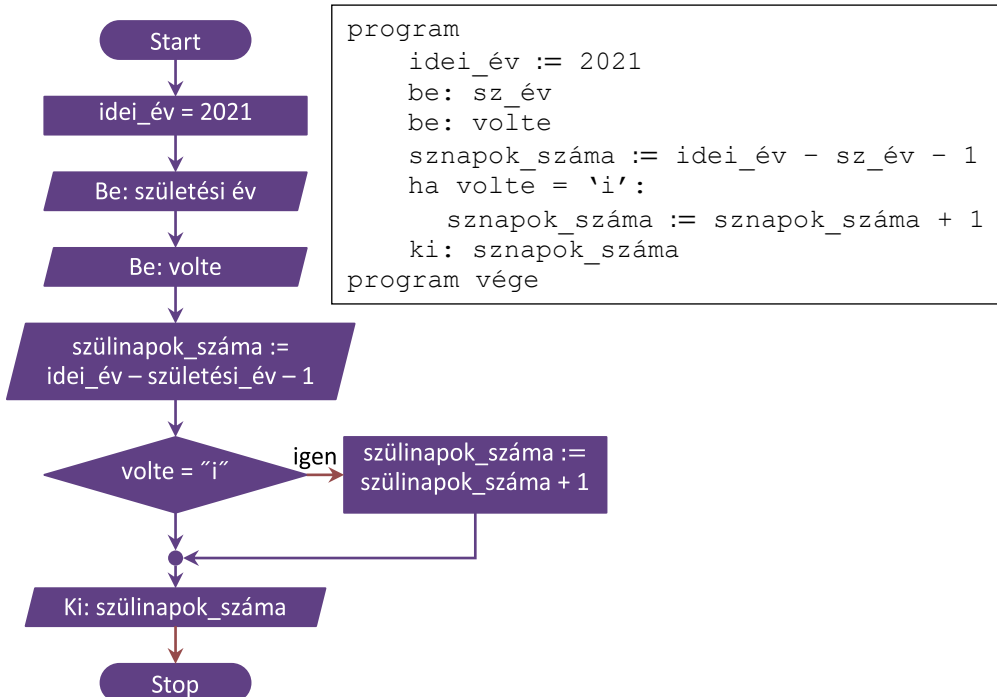 Start
idei_év = 2021
Be: születési év
Be: volte
szülinapok_száma :=
idei_év – születési_év – 1
volte = ˝i˝
igen
szülinapok_száma :=
szülinapok_száma + 1
Ki: szülinapok_száma
Stop
program
idei_év := 2021
be: sz_év
be: volte
sznapok_száma := idei_év – sz_év – 1
ha volte = ‘i’:
sznapok_száma := sznapok_száma + 1
ki: sznapok_száma
program vége